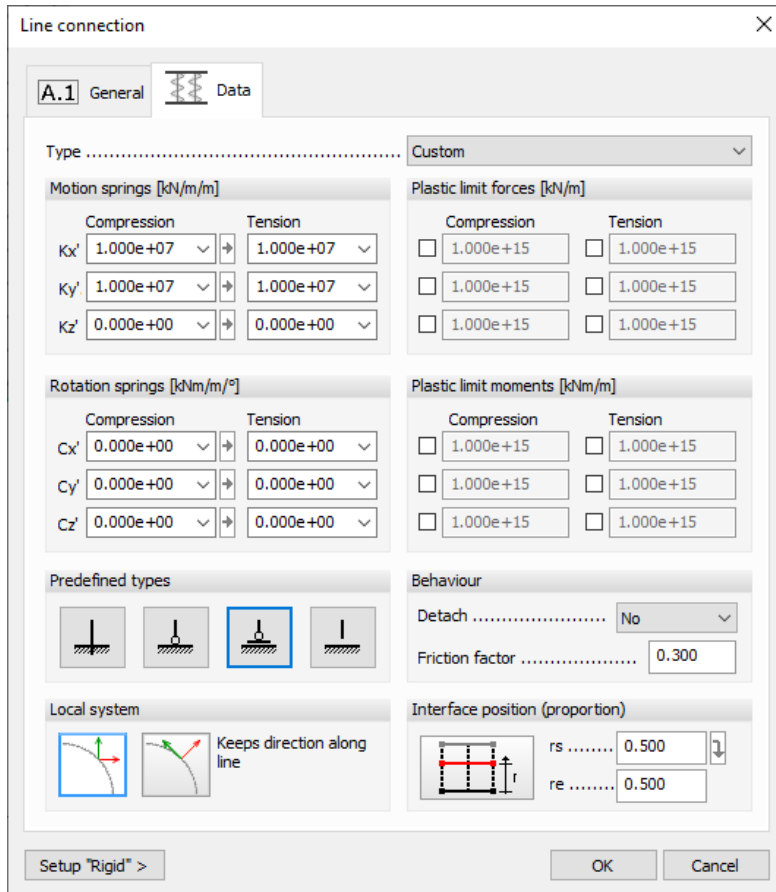 Line connection
A.1 General Data
Type ...................................................... Custom
Motion springs [kN/m/m]
Compression Tension
Kx' 1.000e+07 1.000e+07
Ky' 1.000e+07 1.000e+07
Kz' 0.000e+00 0.000e+00
Plastic limit forces [kN/m]
Compression Tension
1.000e+15 1.000e+15
1.000e+15 1.000e+15
1.000e+15 1.000e+15
Rotation springs [kNm/m/°]
Compression Tension
Cx' 0.000e+00 0.000e+00
Cy' 0.000e+00 0.000e+00
Cz' 0.000e+00 0.000e+00
Plastic limit moments [kNm/m]
Compression Tension
1.000e+15 1.000e+15
1.000e+15 1.000e+15
1.000e+15 1.000e+15
Predefined types
Behaviour
Detach ....................... No
Friction factor .................... 0.300
Local system
Keeps direction along
line
Interface position (proportion)
r
rs ........ 0.500
re ........ 0.500
Setup "Rigid" > OK Cancel